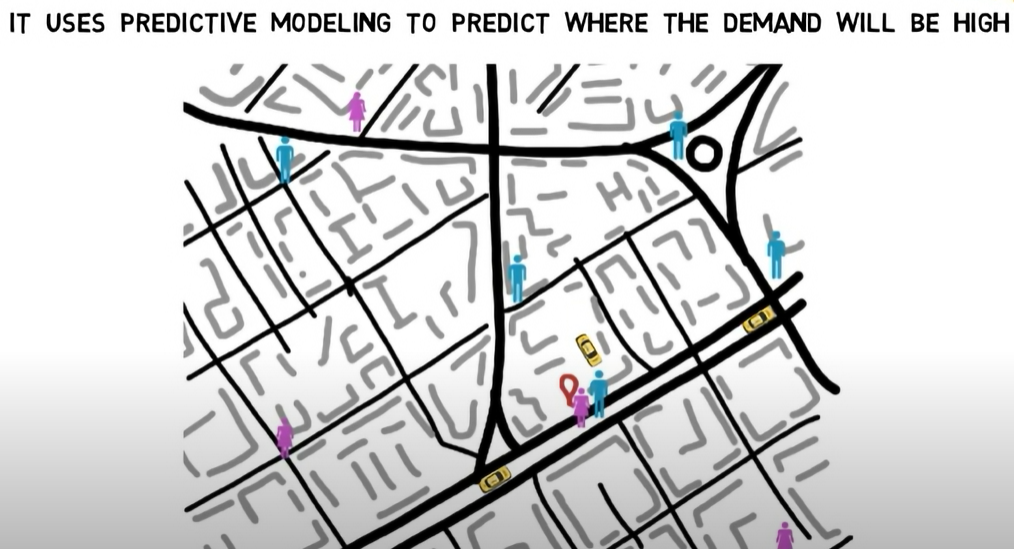 IT USES PREDICTIVE MODELING TO PREDICT WHERE THE DEMAND WILL BE HIGH